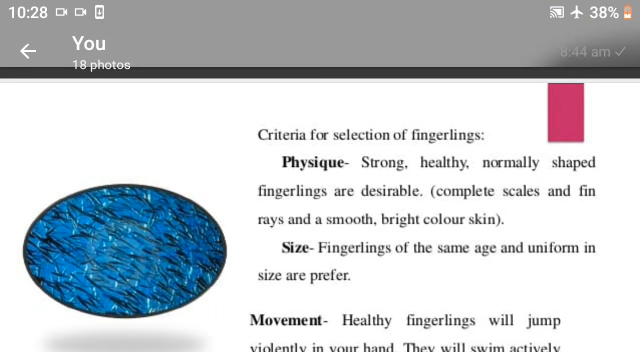 10:28
38%
You
18 photos
8:44 am
Criteria for selection of fingerlings:
Physique- Strong, healthy, normally shaped
fingerlings are desirable. (complete scales and fin
rays and a smooth, bright colour skin).
Size- Fingerlings of the same age and uniform in
size are prefer.
Movement- Healthy fingerlings will jump
violently in your hand. They will swim actively